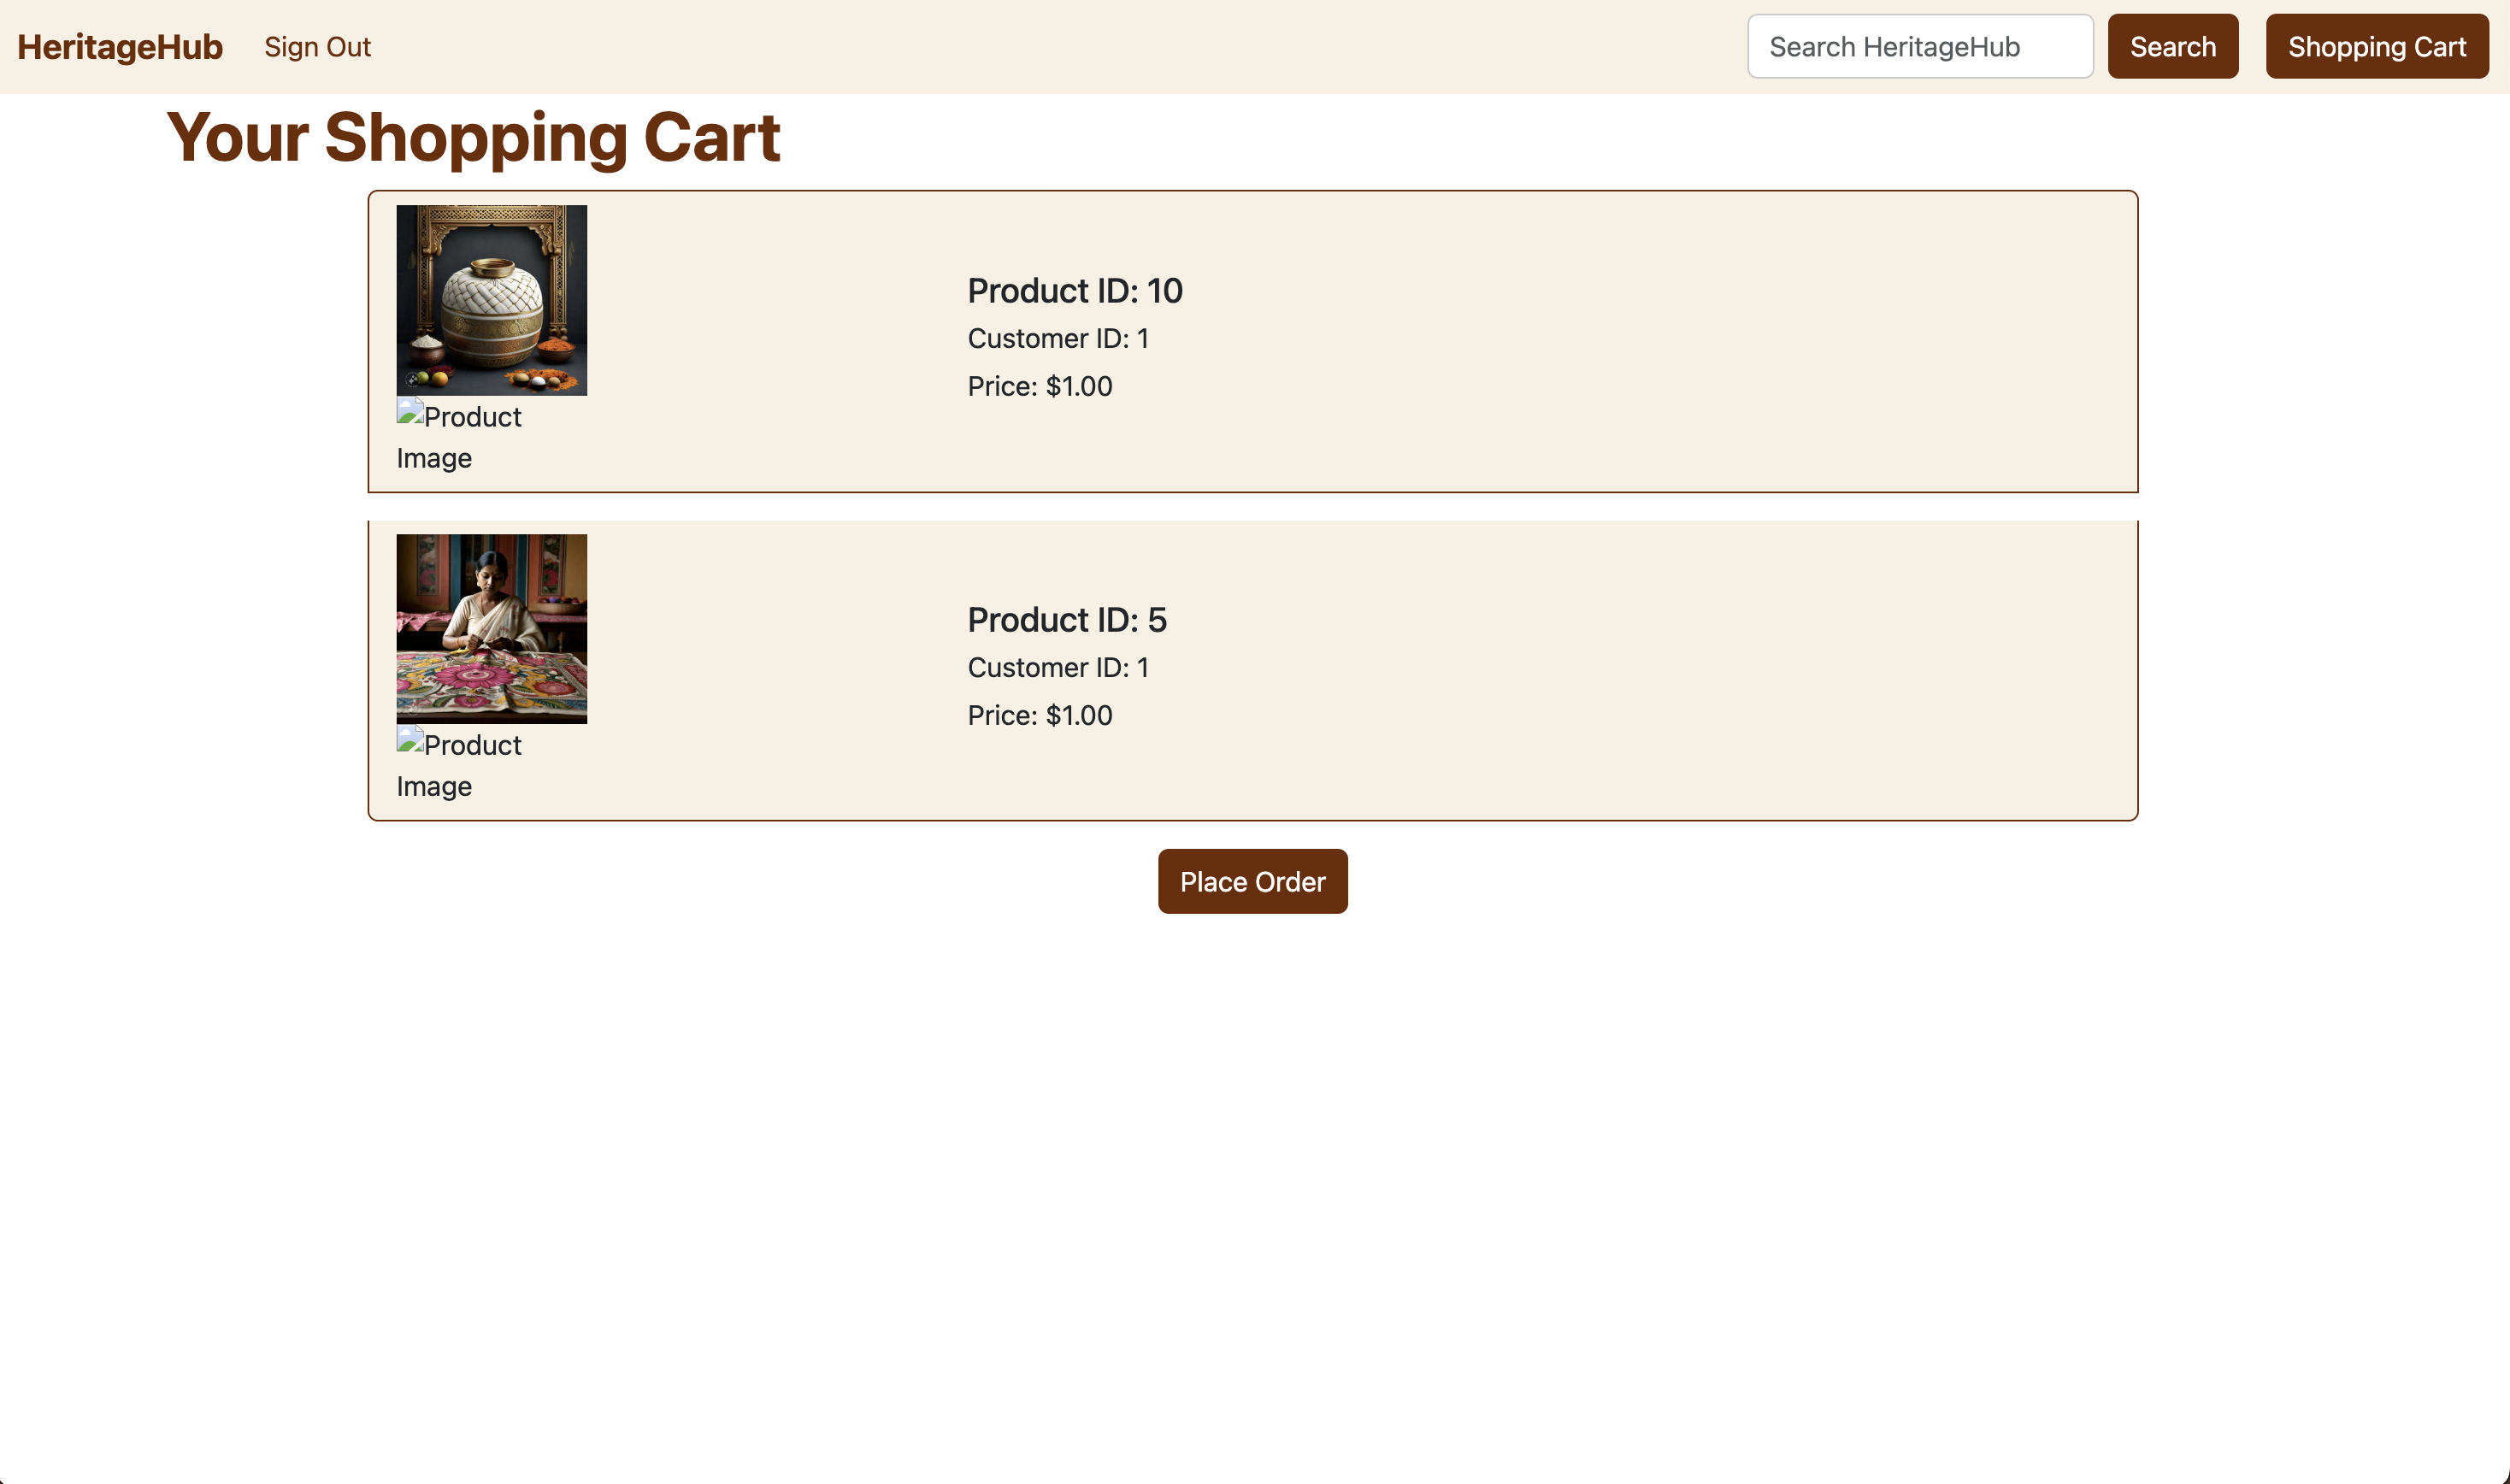 HeritageHub Sign Out Search HeritageHub Search Shopping Cart
Your Shopping Cart
Product ID: 10
Customer ID: 1
Price: $1.00
Product
Image
Product ID: 5
Customer ID: 1
Price: $1.00
Product
Image
Place Order